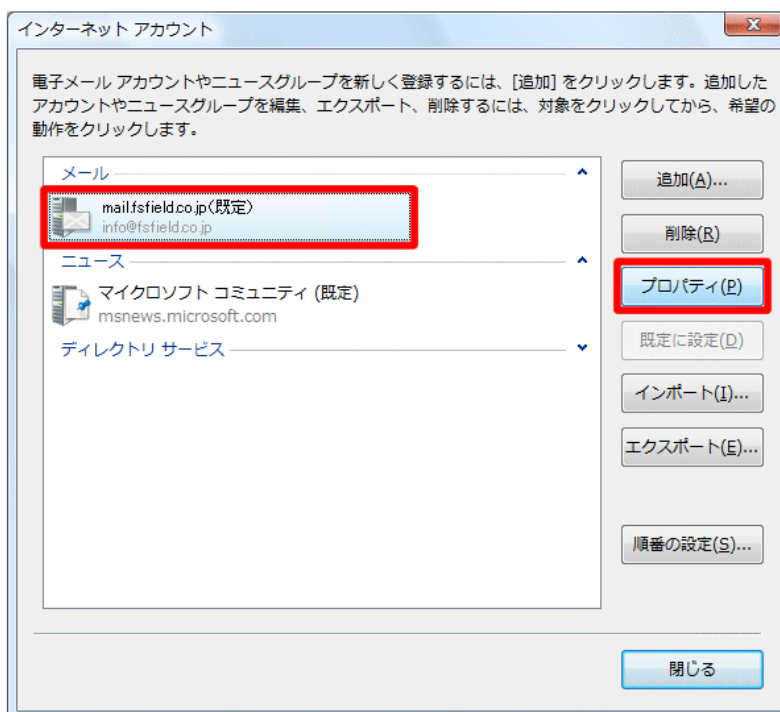 インターネット アカウント
電子メール アカウントやニュースグループを新しく登録するには、[追加] をクリックします。追加した
アカウントやニュースグループを編集、エクスポート、削除するには、対象をクリックしてから、希望の
動作をクリックします。
メール
mail.fsfield.co.jp(既定)
info@fsfield.co.jp
ニュース
マイクロソフト コミュニティ (既定)
msnews.microsoft.com
ディレクトリ サービス
追加(A)...
削除(R)
プロパティ(P)
既定に設定(D)
インポート(I)...
エクスポート(E)...
順番の設定(S)...
閉じる